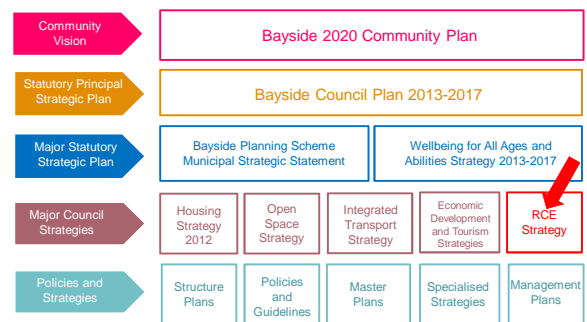 Community
Vision
Bayside 2020 Community Plan
Statutory Principal
Strategic Plan
Bayside Council Plan 2013-2017
Major Statutory
Strategic Plan
Bayside Planning Scheme
Municipal Strategic Statement
Wellbeing for All Ages and
Abilities Strategy 2013-2017
Major Council
Strategies
Housing
Strategy
2012
Open
Space
Strategy
Integrated
Transport
Strategy
Economic
Development
and Tourism
Strategies
RCE
Strategy
Policies and
Strategies
Structure
Plans
Policies
and
Guidelines
Master
Plans
Specialised
Strategies
Management
Plans